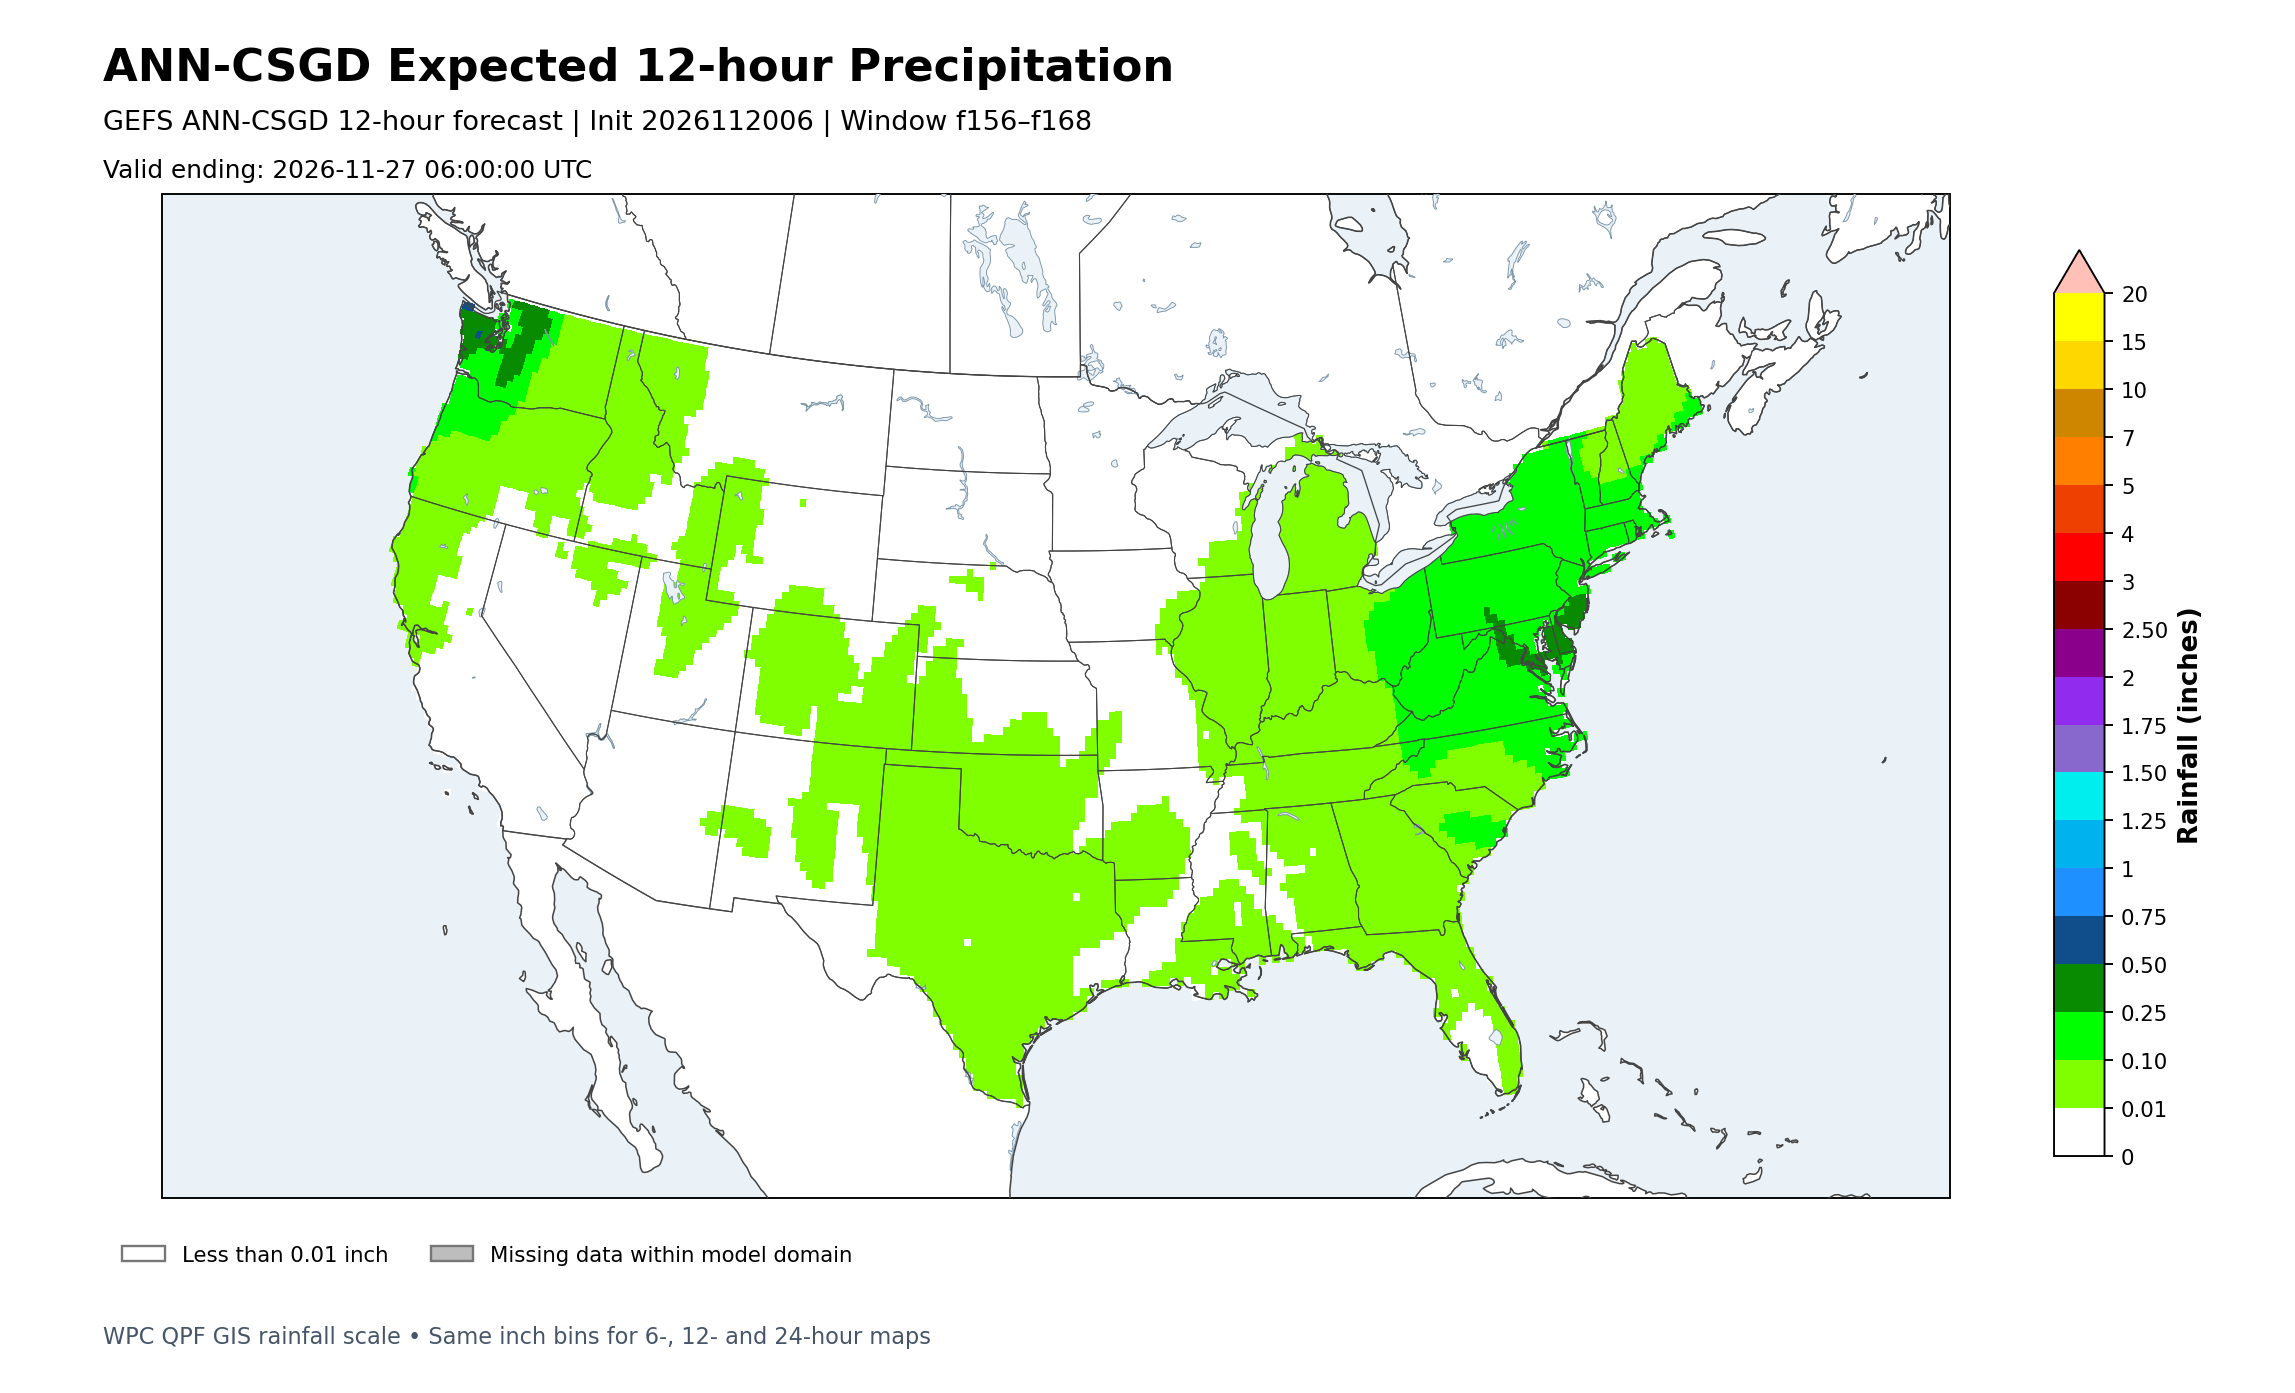 ANN-CSGD Expected 12-hour Precipitation
GEFS ANN-CSGD 12-hour forecast | Init 2026112006 | Window f156–f168
Valid ending: 2026-11-27 06:00:00 UTC
20
15
10
7
5
4
3
2.50
2
1.75
1.50
1.25
1
0.75
0.50
0.25
0.10
0.01
0
Rainfall (inches)
Less than 0.01 inch
Missing data within model domain
WPC QPF GIS rainfall scale • Same inch bins for 6-, 12- and 24-hour maps